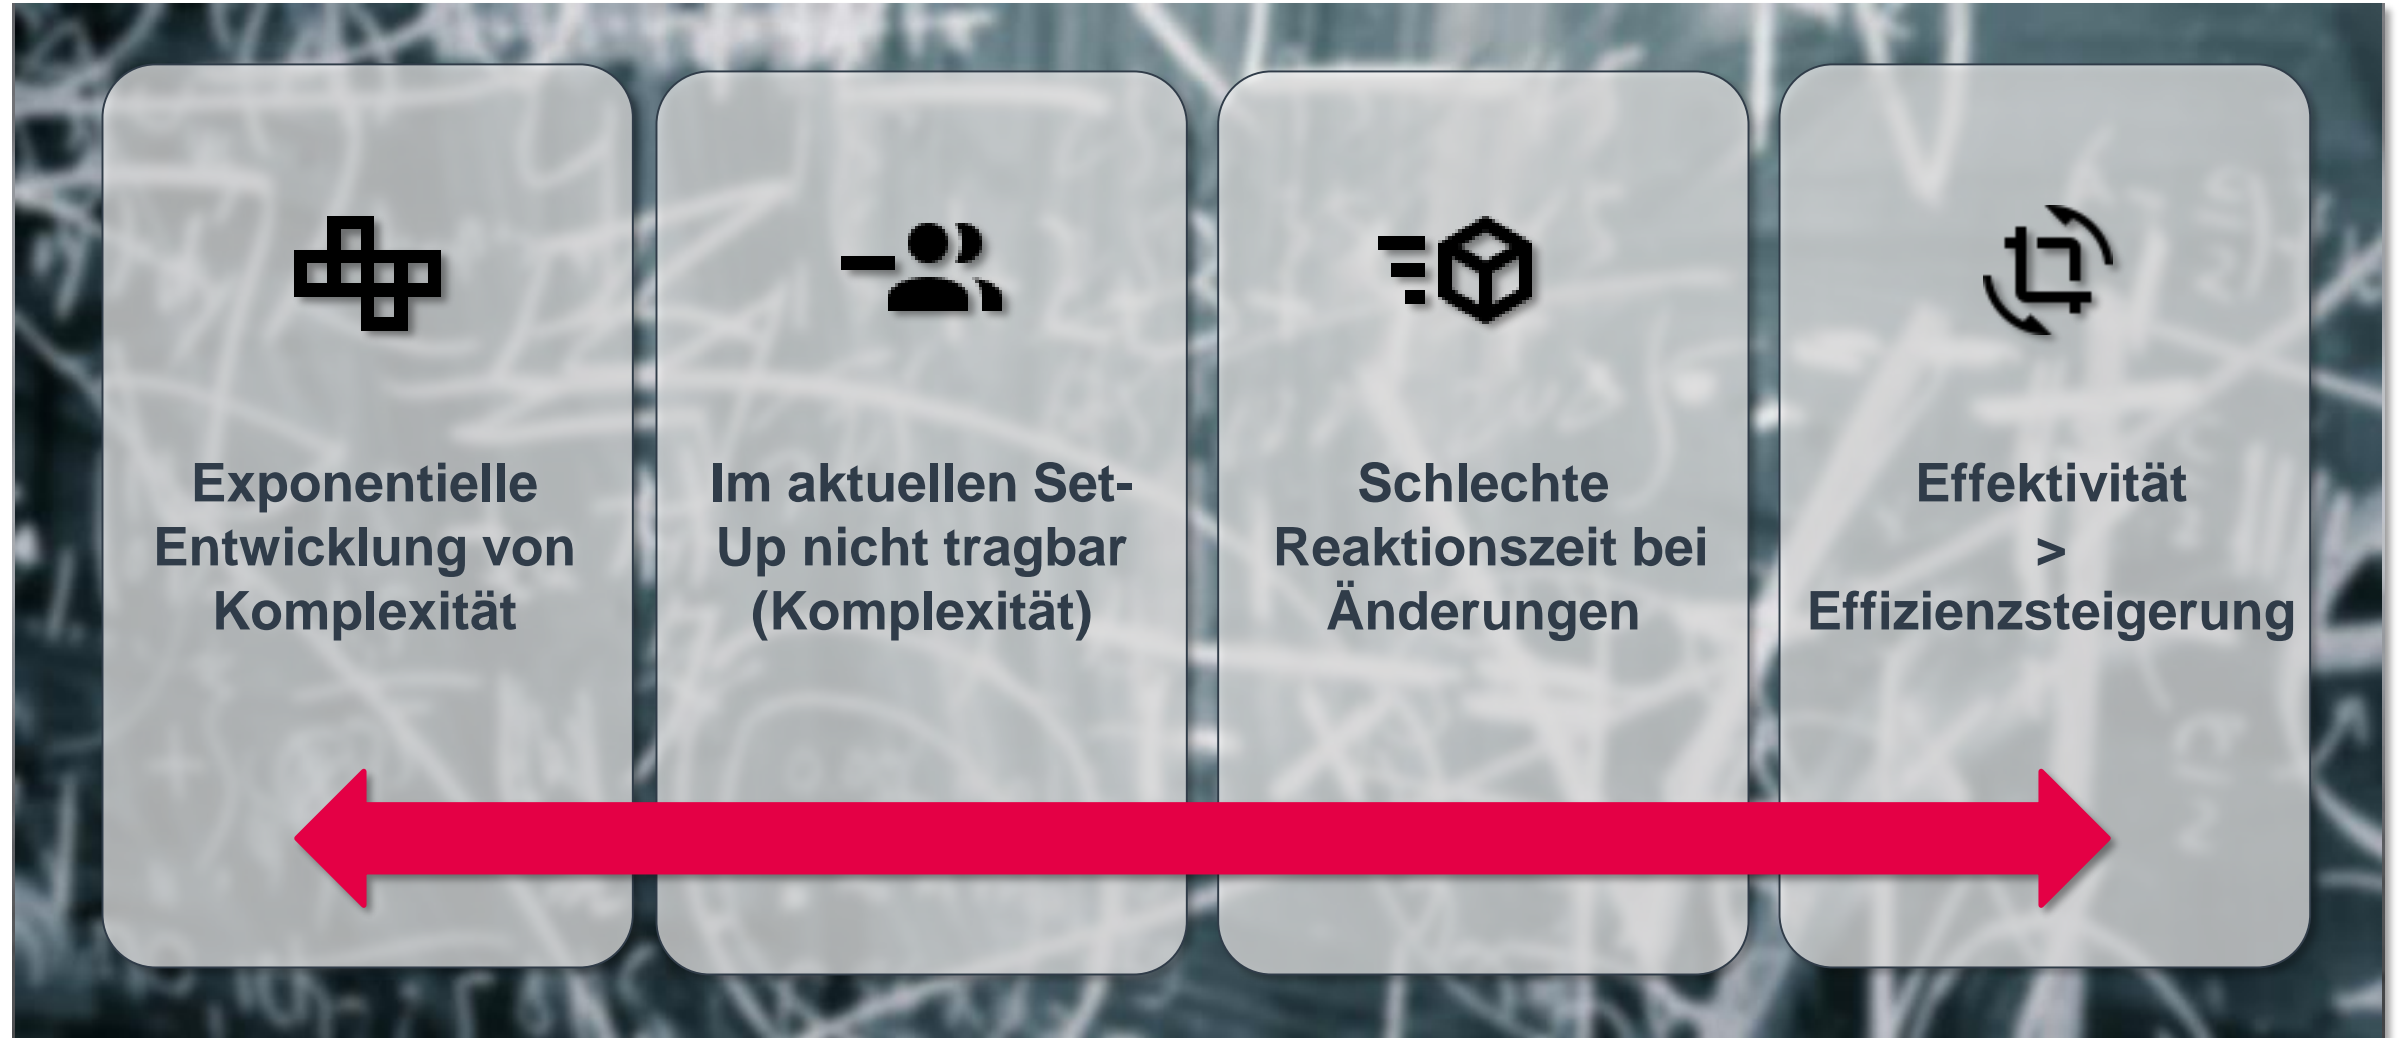 Exponentielle
Entwicklung von
Komplexität
Im aktuellen Set-
Up nicht tragbar
(Komplexität)
Schlechte
Reaktionszeit bei
Änderungen
Effektivität
>
Effizienzsteigerung